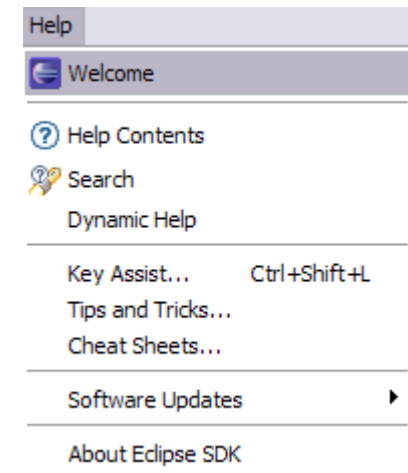 Help
Welcome
Help Contents
Search
Dynamic Help
Key Assist... Ctrl+Shift+L
Tips and Tricks...
Cheat Sheets...
Software Updates
About Eclipse SDK